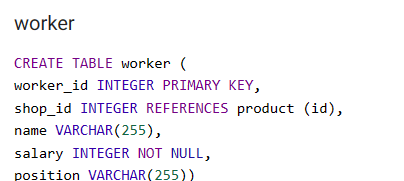 worker
CREATE TABLE worker (
worker_id INTEGER PRIMARY KEY,
shop_id INTEGER REFERENCES product (id),
name VARCHAR(255),
salary INTEGER NOT NULL,
position VARCHAR(255))